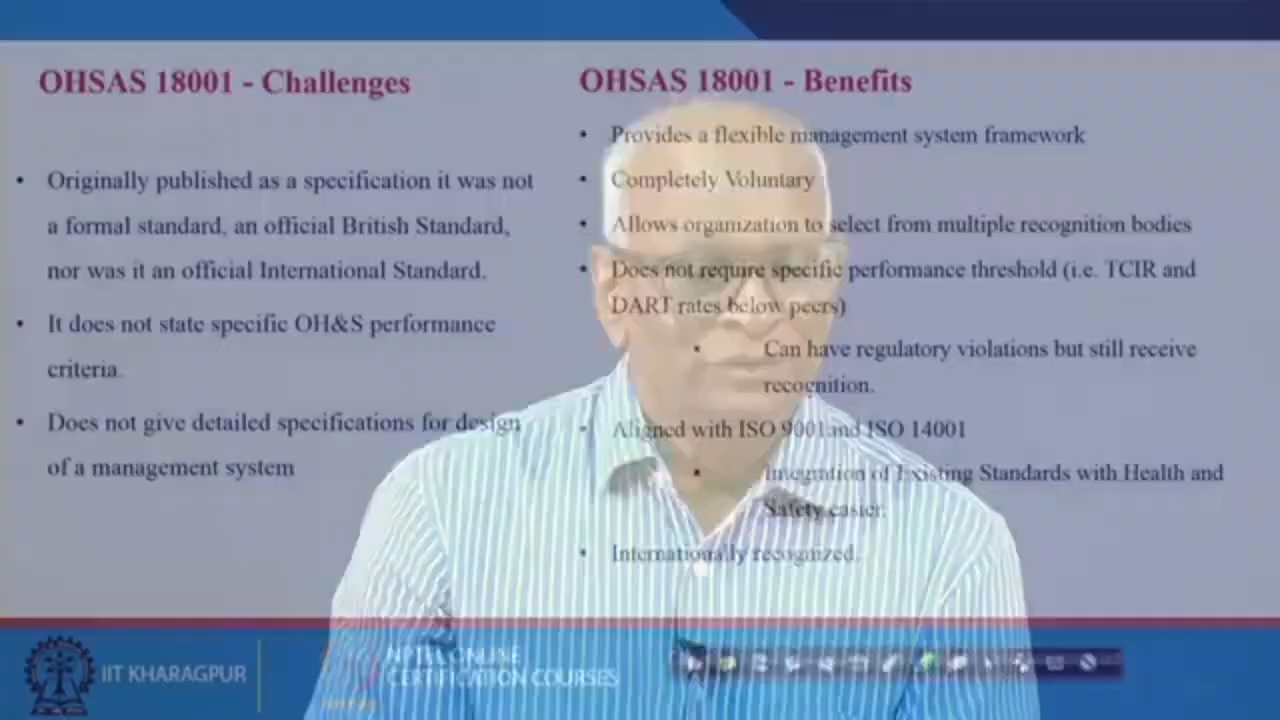 OHSAS 18001 - Challenges
• Originally published as a specification it was not
a formal standard, an official British Standard,
nor was it an official International Standard.
• It does not state specific OH&S performance
criteria.
• Does not give detailed specifications for design
of a management system
OHSAS 18001 - Benefits
• Provides a flexible management system framework
• Completely Voluntary
• Allows organization to select from multiple recognition bodies
• Does not require specific performance threshold (i.e. TCIR and
DART rates below peers)
• Can have regulatory violations but still receive
recognition.
• Aligned with ISO 9001 and ISO 14001
• Integration of Existing Standards with Health and
Safety easier.
• Internationally recognized.
IIT KHARAGPUR
NPTEL ONLINE
CERTIFICATION COURSES